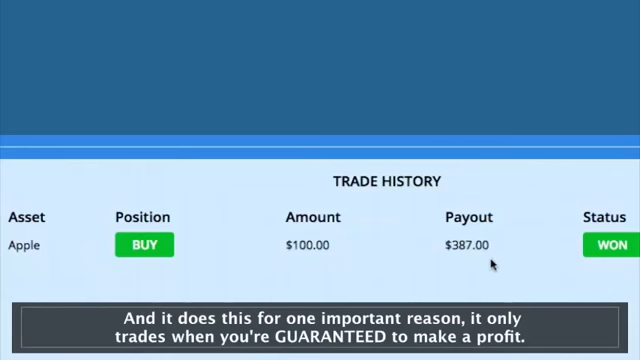 TRADE HISTORY
Asset Position Amount Payout Status
Apple BUY $100.00 $387.00 WON
And it does this for one important reason, it only
trades when you're GUARANTEED to make a profit.